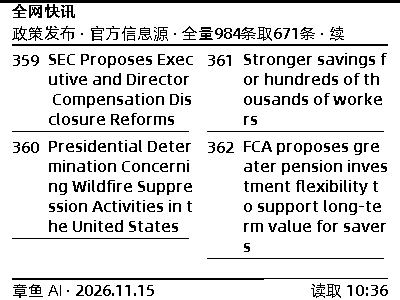 全网快讯
政策发布 · 官方信息源 · 全量984条取671条 · 续
359 SEC Proposes Exec
utive and Director
Compensation Dis
closure Reforms
360 Presidential Deter
mination Concerni
ng Wildfire Suppre
ssion Activities in t
he United States
361 Stronger savings f
or hundreds of th
ousands of worke
rs
362 FCA proposes gre
ater pension inves
tment flexibility t
o support long-te
rm value for saver
s
章鱼 AI · 2026.11.15
读取 10:36